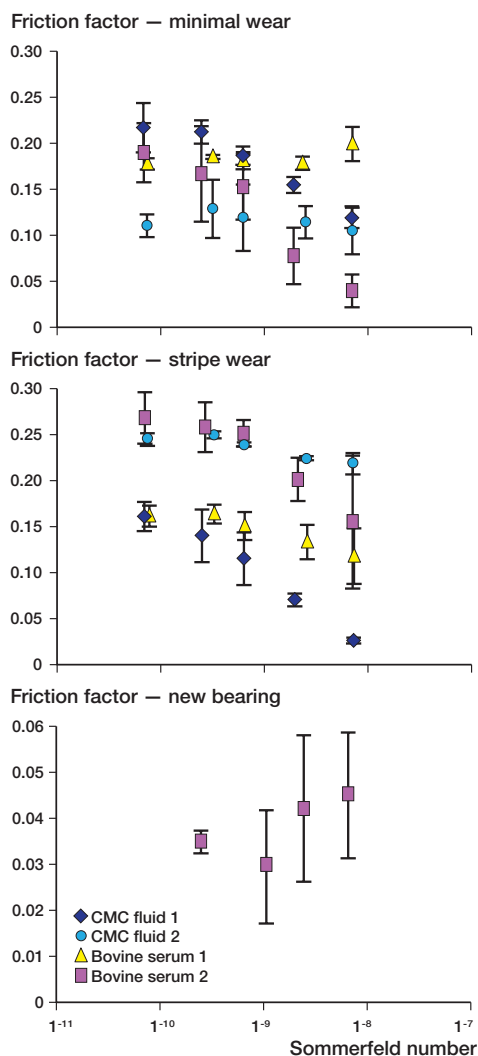 Friction factor — minimal wear
0.30
0.25
0.20
0.15
0.10
0.05
0
Friction factor — stripe wear
0.30
0.25
0.20
0.15
0.10
0.05
0
Friction factor — new bearing
0.06
0.05
0.04
0.03
0.02
0.01
0
CMC fluid 1
CMC fluid 2
Bovine serum 1
Bovine serum 2
1⁻¹¹ 1⁻¹⁰ 1⁻⁹ 1⁻⁸ 1⁻⁷
Sommerfeld number